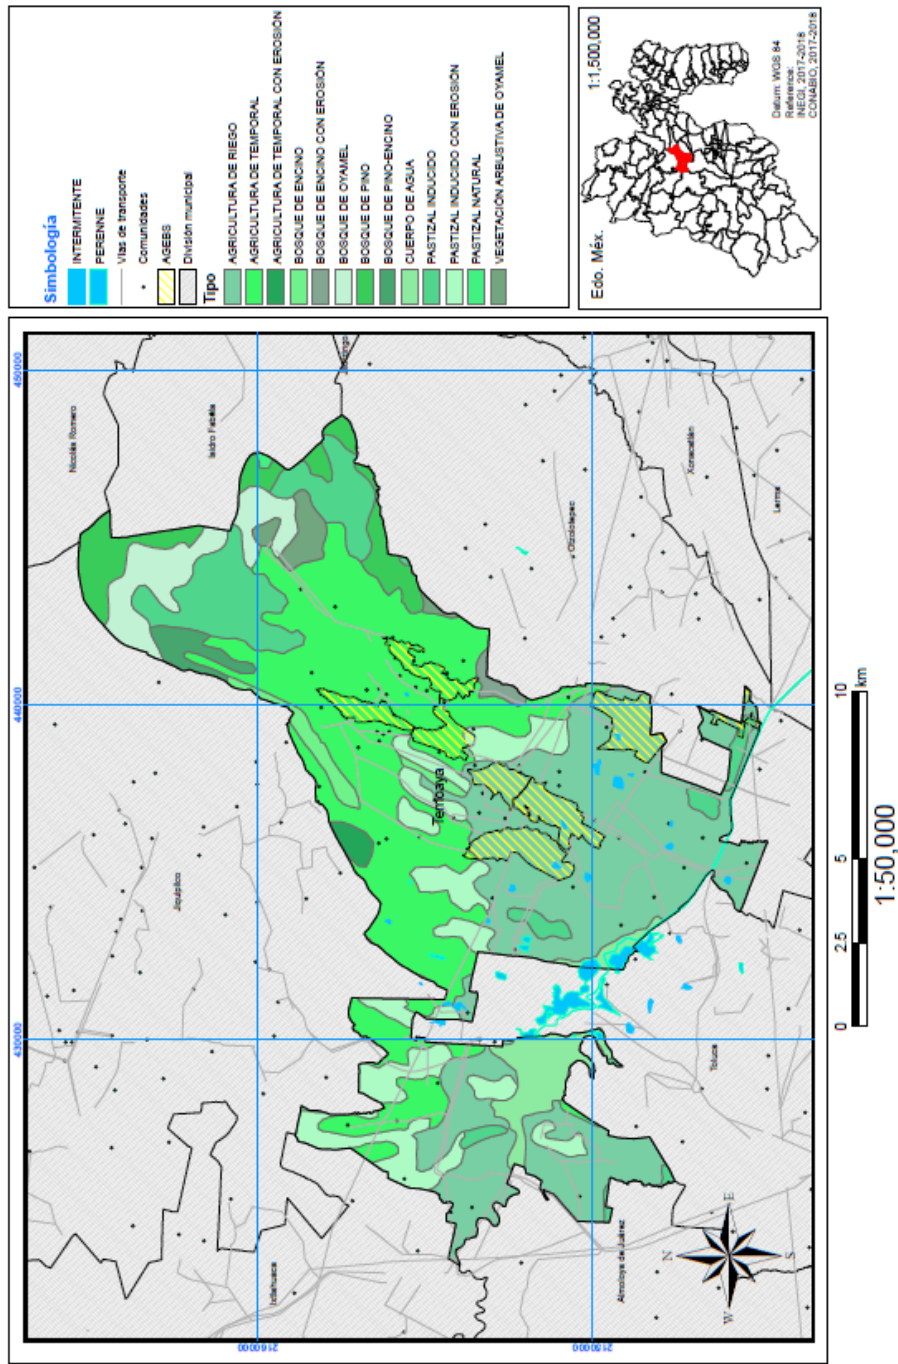 Simbología
INTERMITENTE
PERENNE
Vías de transporte
Comunidades
AGEBS
División municipal
Tipo
AGRICULTURA DE RIEGO
AGRICULTURA DE TEMPORAL
AGRICULTURA DE TEMPORAL CON EROSIÓN
BOSQUE DE ENCINO
BOSQUE DE ENCINO CON EROSIÓN
BOSQUE DE OYAMEL
BOSQUE DE PINO
BOSQUE DE PINO-ENCINO
CUERPO DE AGUA
PASTIZAL INDUCIDO
PASTIZAL INDUCIDO CON EROSIÓN
PASTIZAL NATURAL
VEGETACIÓN ARBUSTIVA DE OYAMEL
Edo. Méx.
1:1,500,000
Datum: WGS 84
Reference:
INEGI, 2017-2018
CONABIO, 2017-2018
430000
440000
450000
2160000
2150000
Nicolás Romero
Isidro Fabela
Jiquipilco
Ixtlahuaca
Temoaya
Otzolotepec
Xonacatlán
Lerma
Toluca
Almoloya de Juárez
N
E
S
W
0
2.5
5
10
km
1:50,000